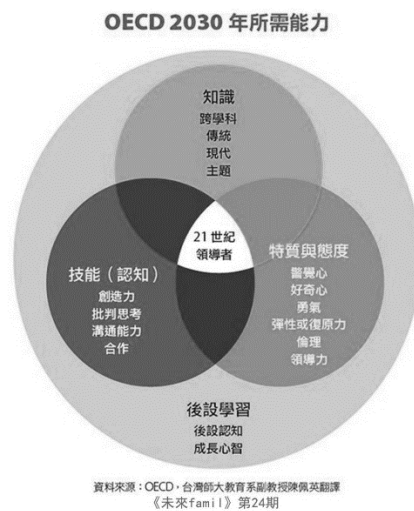 OECD 2030 年所需能力
知識
跨學科
傳統
現代
主題
21 世紀
領導者
技能（認知）
創造力
批判思考
溝通能力
合作
特質與態度
警覺心
好奇心
勇氣
彈性或復原力
倫理
領導力
後設學習
後設認知
成長心智
資料來源：OECD，台灣師大教育系副教授陳佩英翻譯
《未來famil》第24期